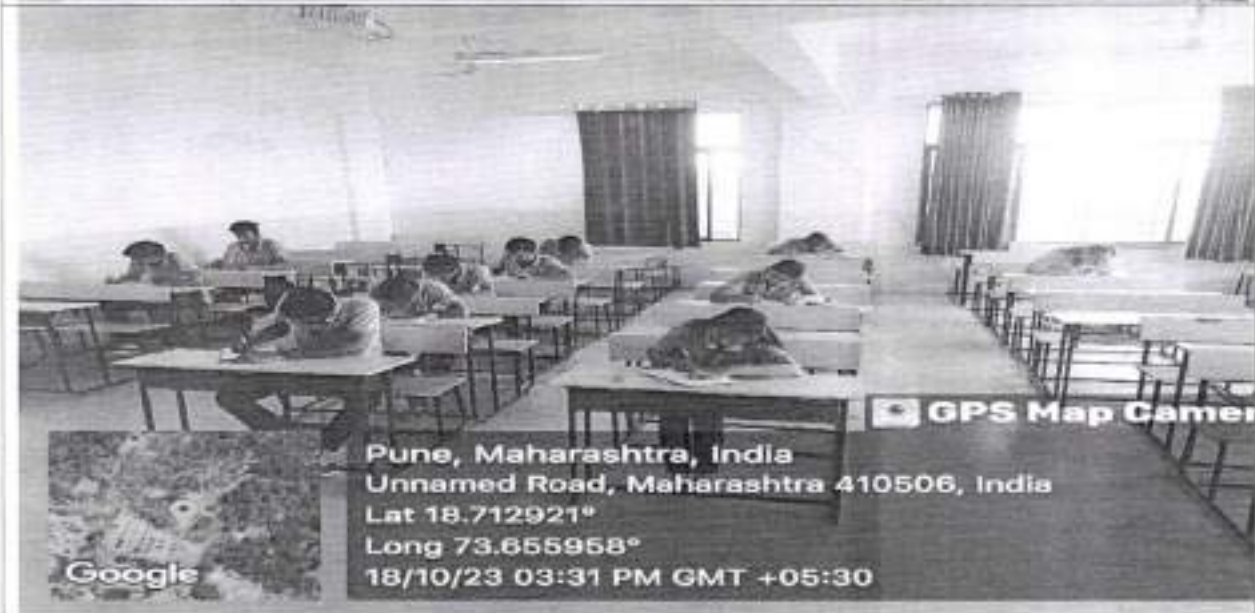 GPS Map Camer
Pune, Maharashtra, India
Unnamed Road, Maharashtra 410506, India
Lat 18.712921°
Long 73.655958°
18/10/23 03:31 PM GMT +05:30
Google